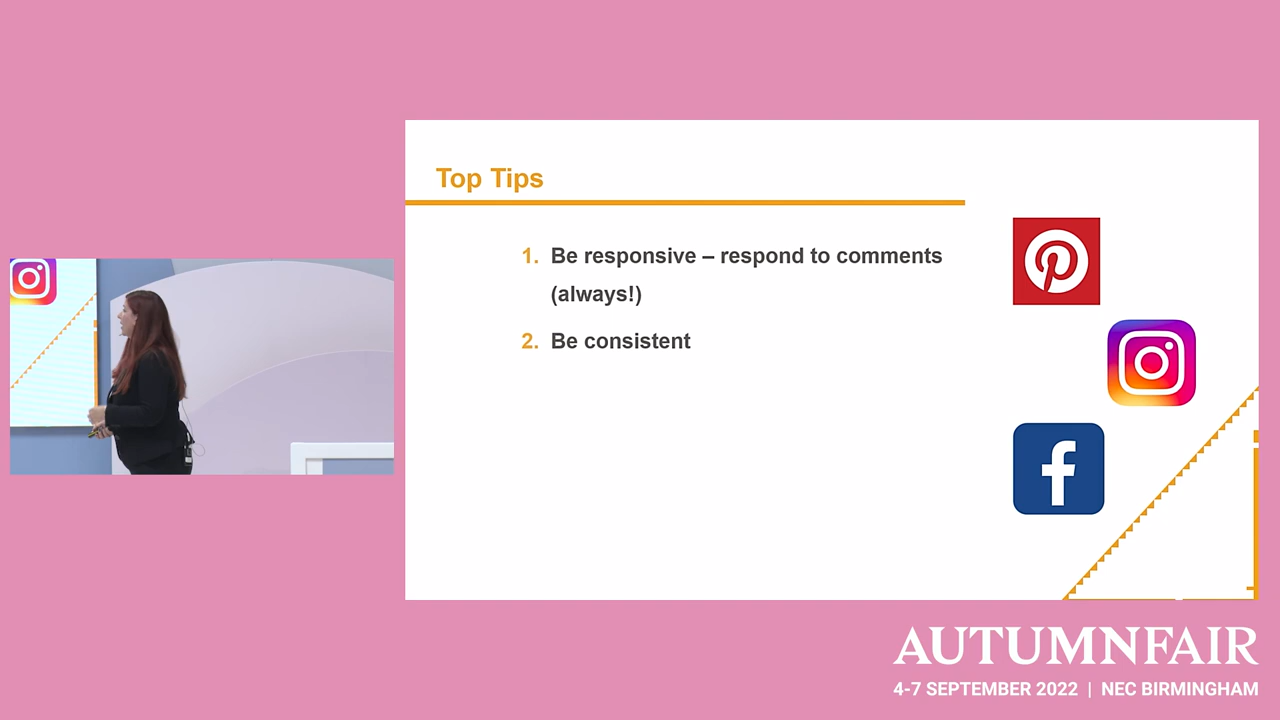 Top Tips
1. Be responsive – respond to comments
(always!)
2. Be consistent
AUTUMNFAIR
4-7 SEPTEMBER 2022 | NEC BIRMINGHAM